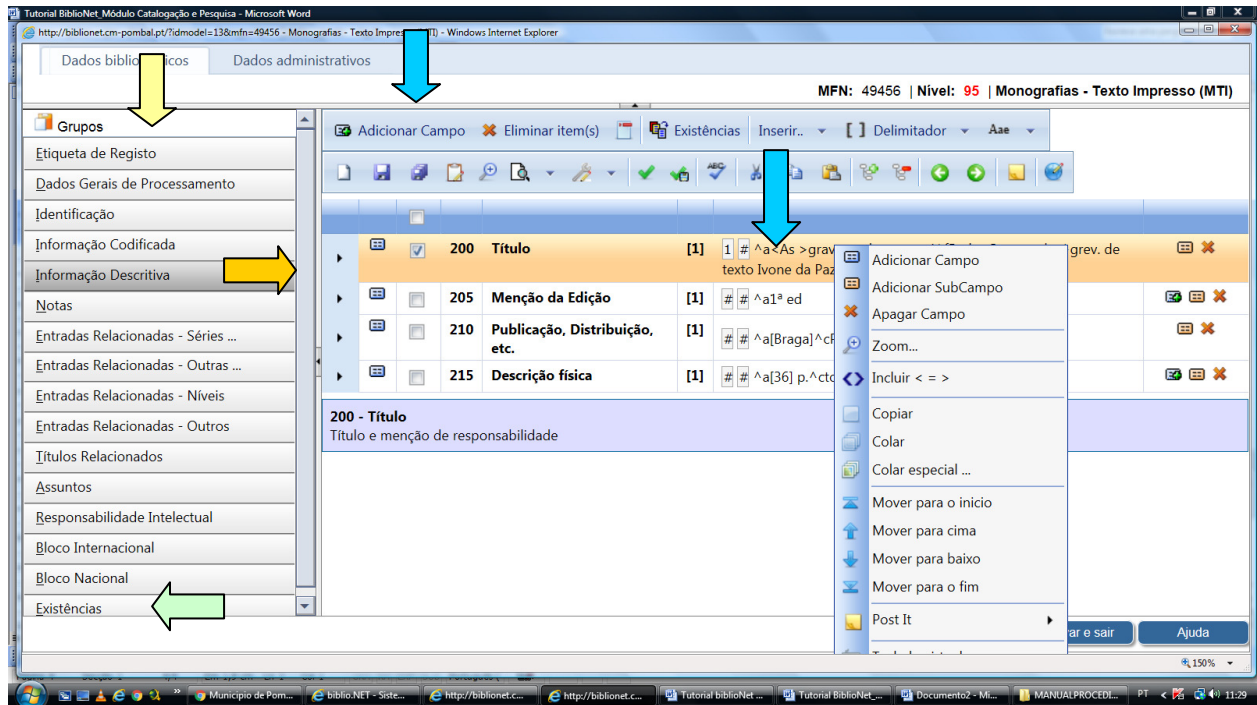 Tutorial BiblioNet_Módulo Catalogação e Pesquisa - Microsoft Word
http://biblionet.cm-pombal.pt/?idmodel=13&mfn=49456 - Monografias - Texto Impresso (MTI) - Windows Internet Explorer
Dados administrativos
MFN: 49456 | Nivel: 95 | Monografias - Texto Impresso (MTI)
Grupos
Etiqueta de Registo
Dados Gerais de Processamento
Identificação
Informação Codificada
Informação Descritiva
Notas
Entradas Relacionadas - Séries ...
Entradas Relacionadas - Outras ...
Entradas Relacionadas - Níveis
Entradas Relacionadas - Outros
Títulos Relacionados
Assuntos
Responsabilidade Intelectual
Bloco Internacional
Bloco Nacional
Existências
Adicionar Campo Eliminar item(s) Existências Inserir.. [ ] Delimitador Aae
200 Título [1] 1 # ^a<As >grav grev. de
texto Ivone da Paz
205 Menção da Edição [1] # # ^a1ª ed
210 Publicação, Distribuição, etc. [1] # # ^a[Braga]^cP
215 Descrição física [1] # # ^a[36] p.^ctc
200 - Título
Título e menção de responsabilidade
Adicionar Campo
Adicionar SubCampo
Apagar Campo
Zoom...
Incluir < = >
Copiar
Colar
Colar especial ...
Mover para o inicio
Mover para cima
Mover para baixo
Mover para o fim
Post It
ar e sair Ajuda
150%
Municipio de Pom... biblio.NET - Siste... http://biblionet.c... http://biblionet.c... Tutorial biblioNet ... Tutorial BiblioNet_... Documento2 - Mi... MANUALPROCEDI... PT 11:29